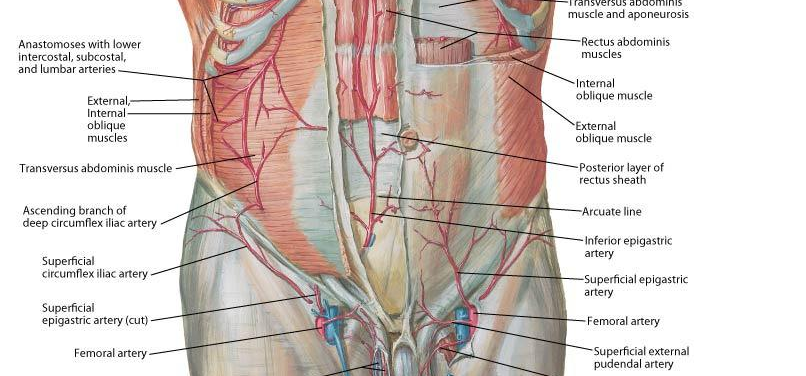 Transversus abdominis
muscle and aponeurosis
Anastomoses with lower
intercostal, subcostal,
and lumbar arteries
Rectus abdominis
muscles
Internal
oblique muscle
External,
Internal
oblique
muscles
External
oblique muscle
Transversus abdominis muscle
Posterior layer of
rectus sheath
Ascending branch of
deep circumflex iliac artery
Arcuate line
Inferior epigastric
artery
Superficial
circumflex iliac artery
Superficial epigastric
artery
Superficial
epigastric artery (cut)
Femoral artery
Femoral artery
Superficial external
pudendal artery